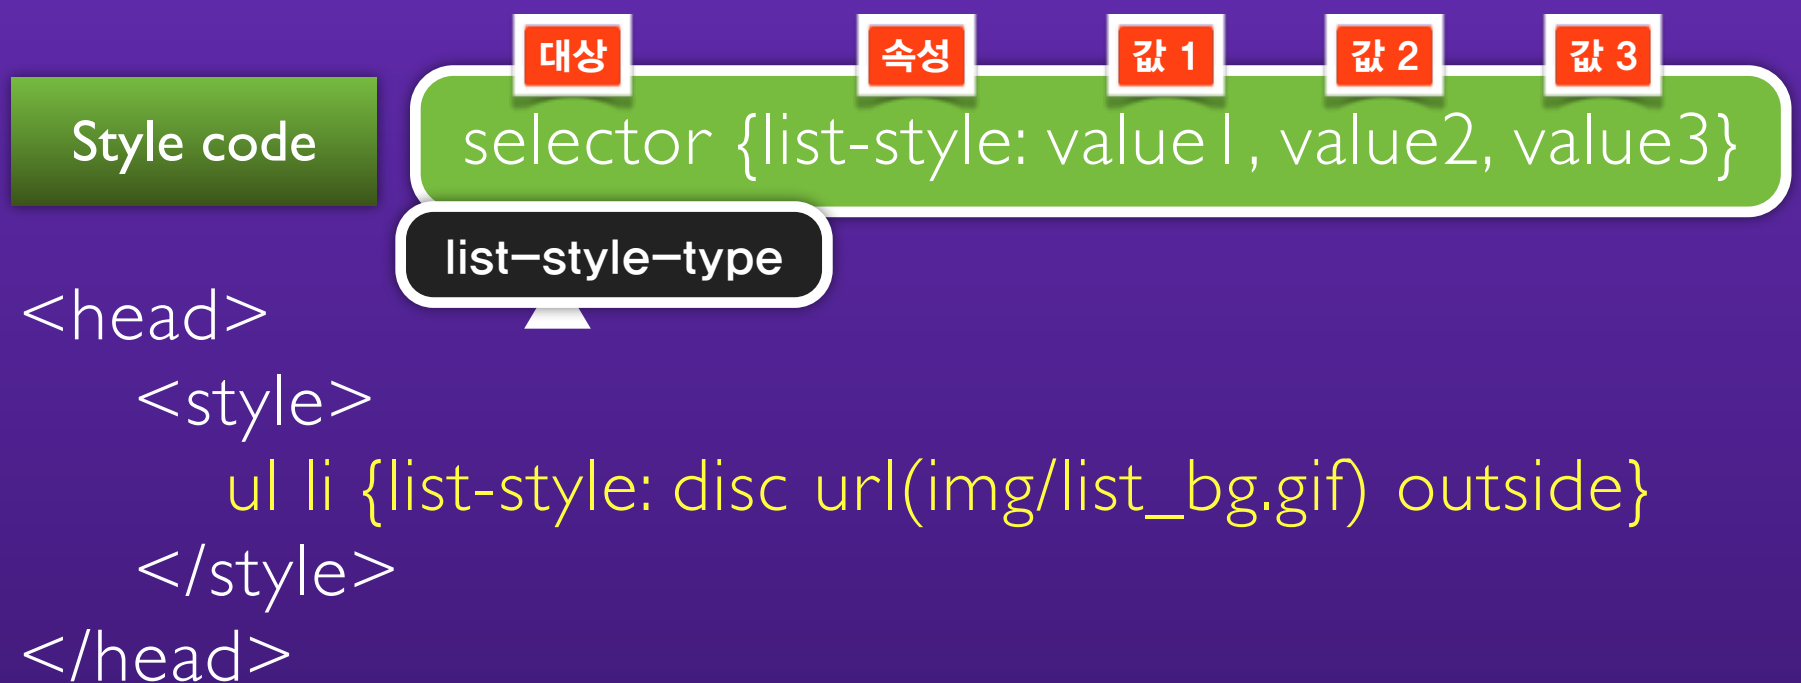 대상 속성 값 1 값 2 값 3
Style code
selector {list-style: value1, value2, value3}
list-style-type
<head>
<style>
ul li {list-style: disc url(img/list_bg.gif) outside}
</style>
</head>